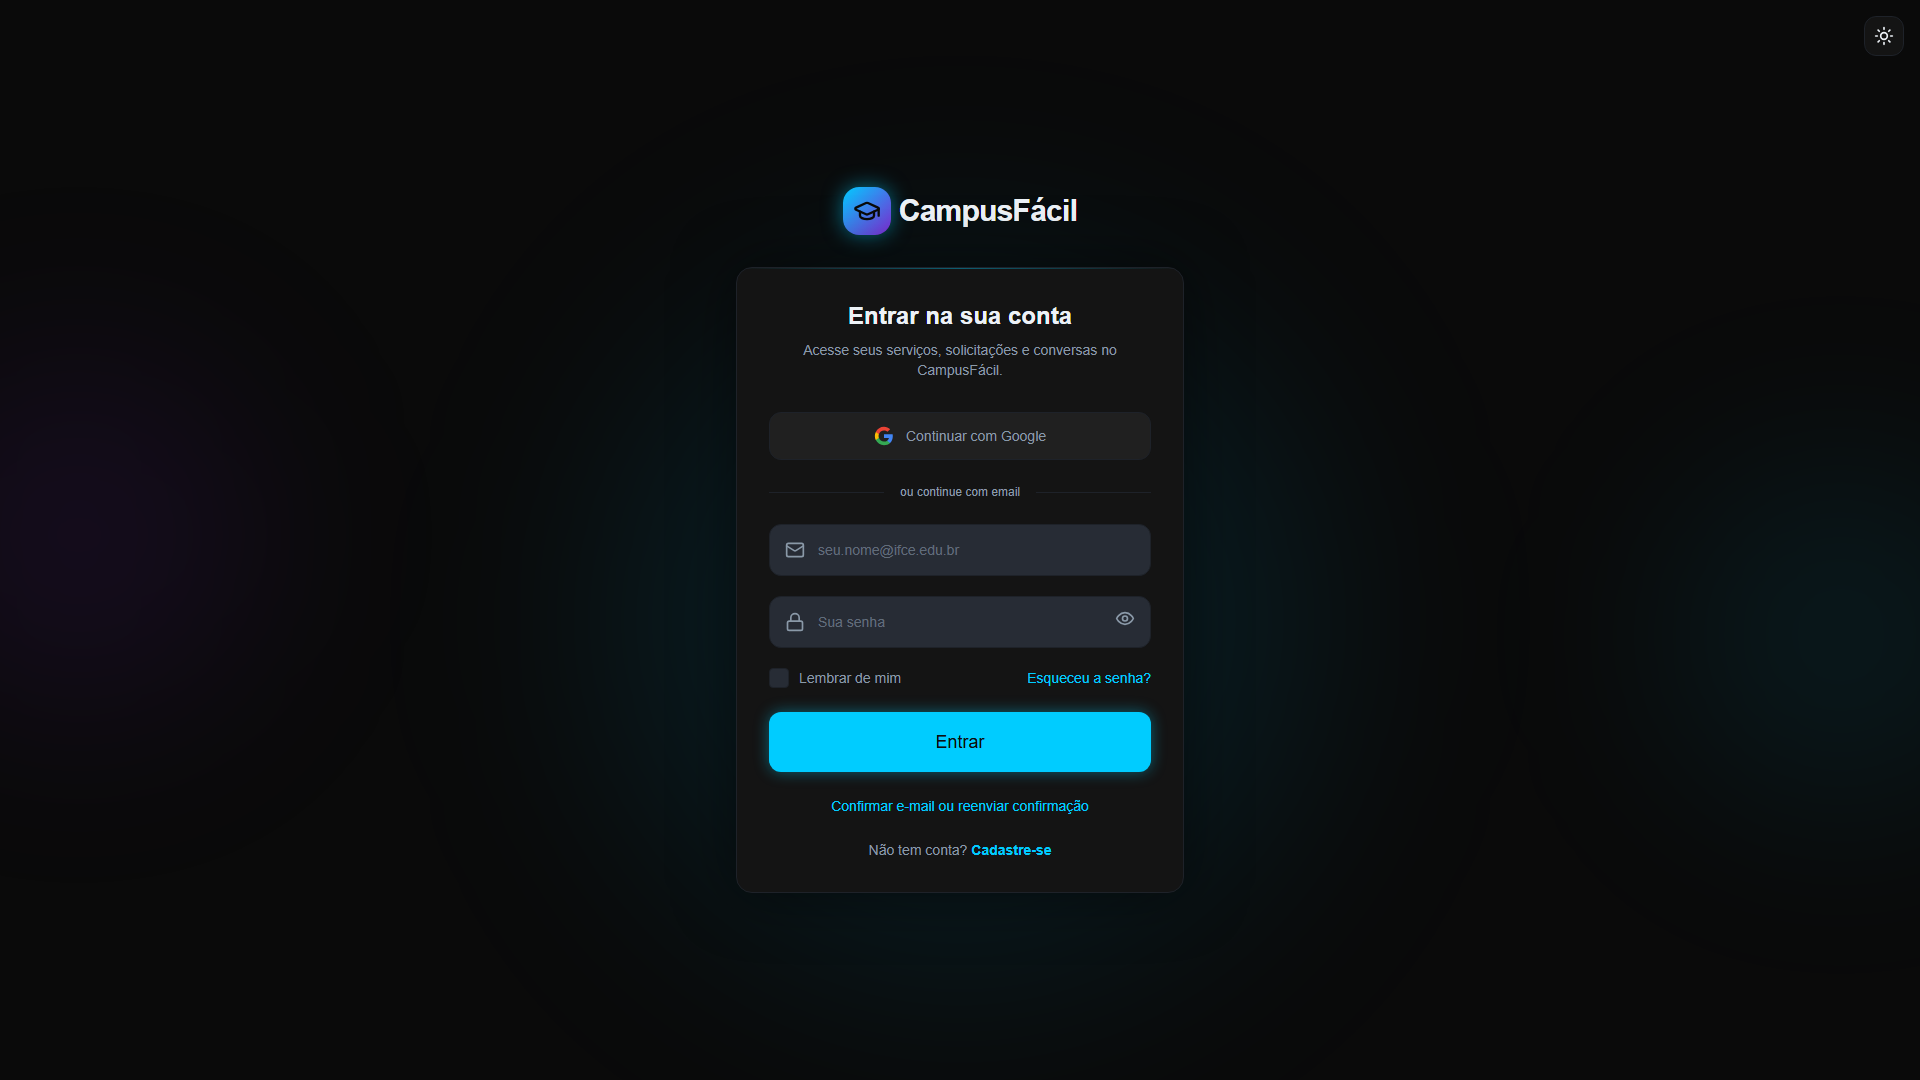 CampusFácil
Entrar na sua conta
Acesse seus serviços, solicitações e conversas no
CampusFácil.
Continuar com Google
ou continue com email
seu.nome@ifce.edu.br
Sua senha
Lembrar de mim
Esqueceu a senha?
Entrar
Confirmar e-mail ou reenviar confirmação
Não tem conta? Cadastre-se